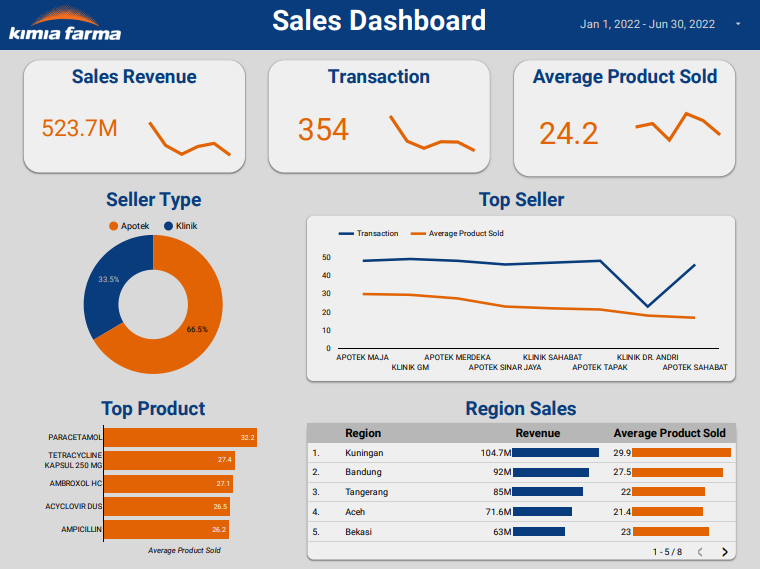 kimia farma
Sales Dashboard
Jan 1, 2022 - Jun 30, 2022
Sales Revenue
523.7M
Transaction
354
Average Product Sold
24.2
Seller Type
Apotek Klinik
33.5%
66.5%
Top Seller
Transaction Average Product Sold
50
40
30
20
10
0
APOTEK MAJA APOTEK MERDEKA KLINIK SAHABAT KLINIK DR. ANDRI
KLINIK GM APOTEK SINAR JAYA APOTEK TAPAK APOTEK SAHABAT
Top Product
PARACETAMOL 32.2
TETRACYCLINE
KAPSUL 250 MG 27.4
AMBROXOL HC 27.1
ACYCLOVIR DUS 26.5
AMPICILLIN 26.2
Average Product Sold
Region Sales
Region Revenue Average Product Sold
1. Kuningan 104.7M 29.9
2. Bandung 92M 27.5
3. Tangerang 85M 22
4. Aceh 71.6M 21.4
5. Bekasi 63M 23
1 - 5 / 8